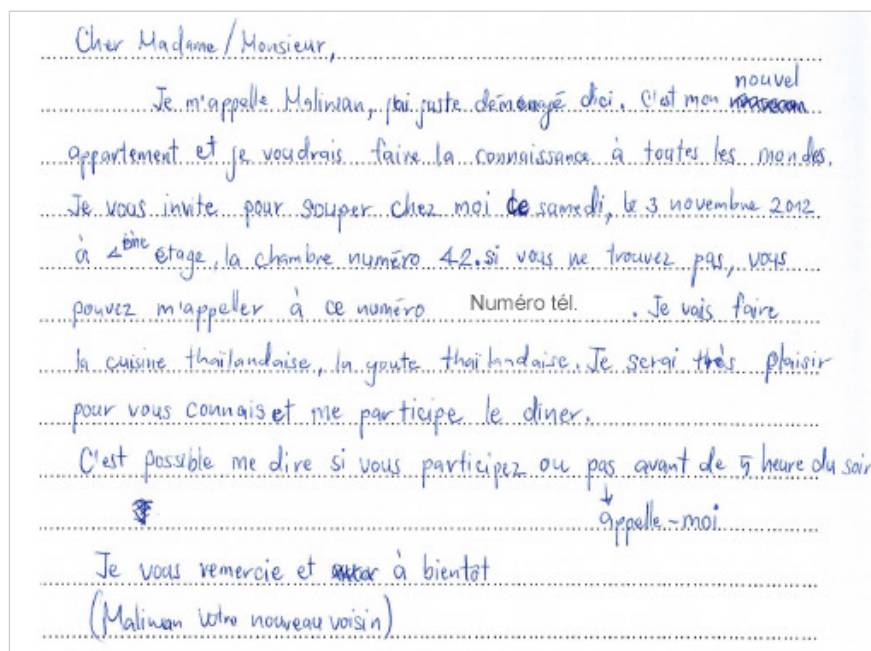 Cher Madame/Monsieur,
Je m'appelle Maliwan, j'ai juste déménagé d'ici. C'est mon nouvel
appartement et je voudrais faire la connaissance à toutes les mondes.
Je vous invite pour souper chez moi ce samedi, le 3 novembre 2012
à 4ème étage, la chambre numéro 42. si vous ne trouvez pas, vous
pouvez m'appeller à ce numéro Numéro tél. . Je vais faire
la cuisine thaïlandaise, la goute thaïlandaise. Je serai très plaisir
pour vous connais et me participe le dîner.
C'est possible me dire si vous participez ou pas avant de 5 heure du soir
↓
appelle-moi
Je vous remercie et à bientôt
(Maliwan votre nouveau voisin)